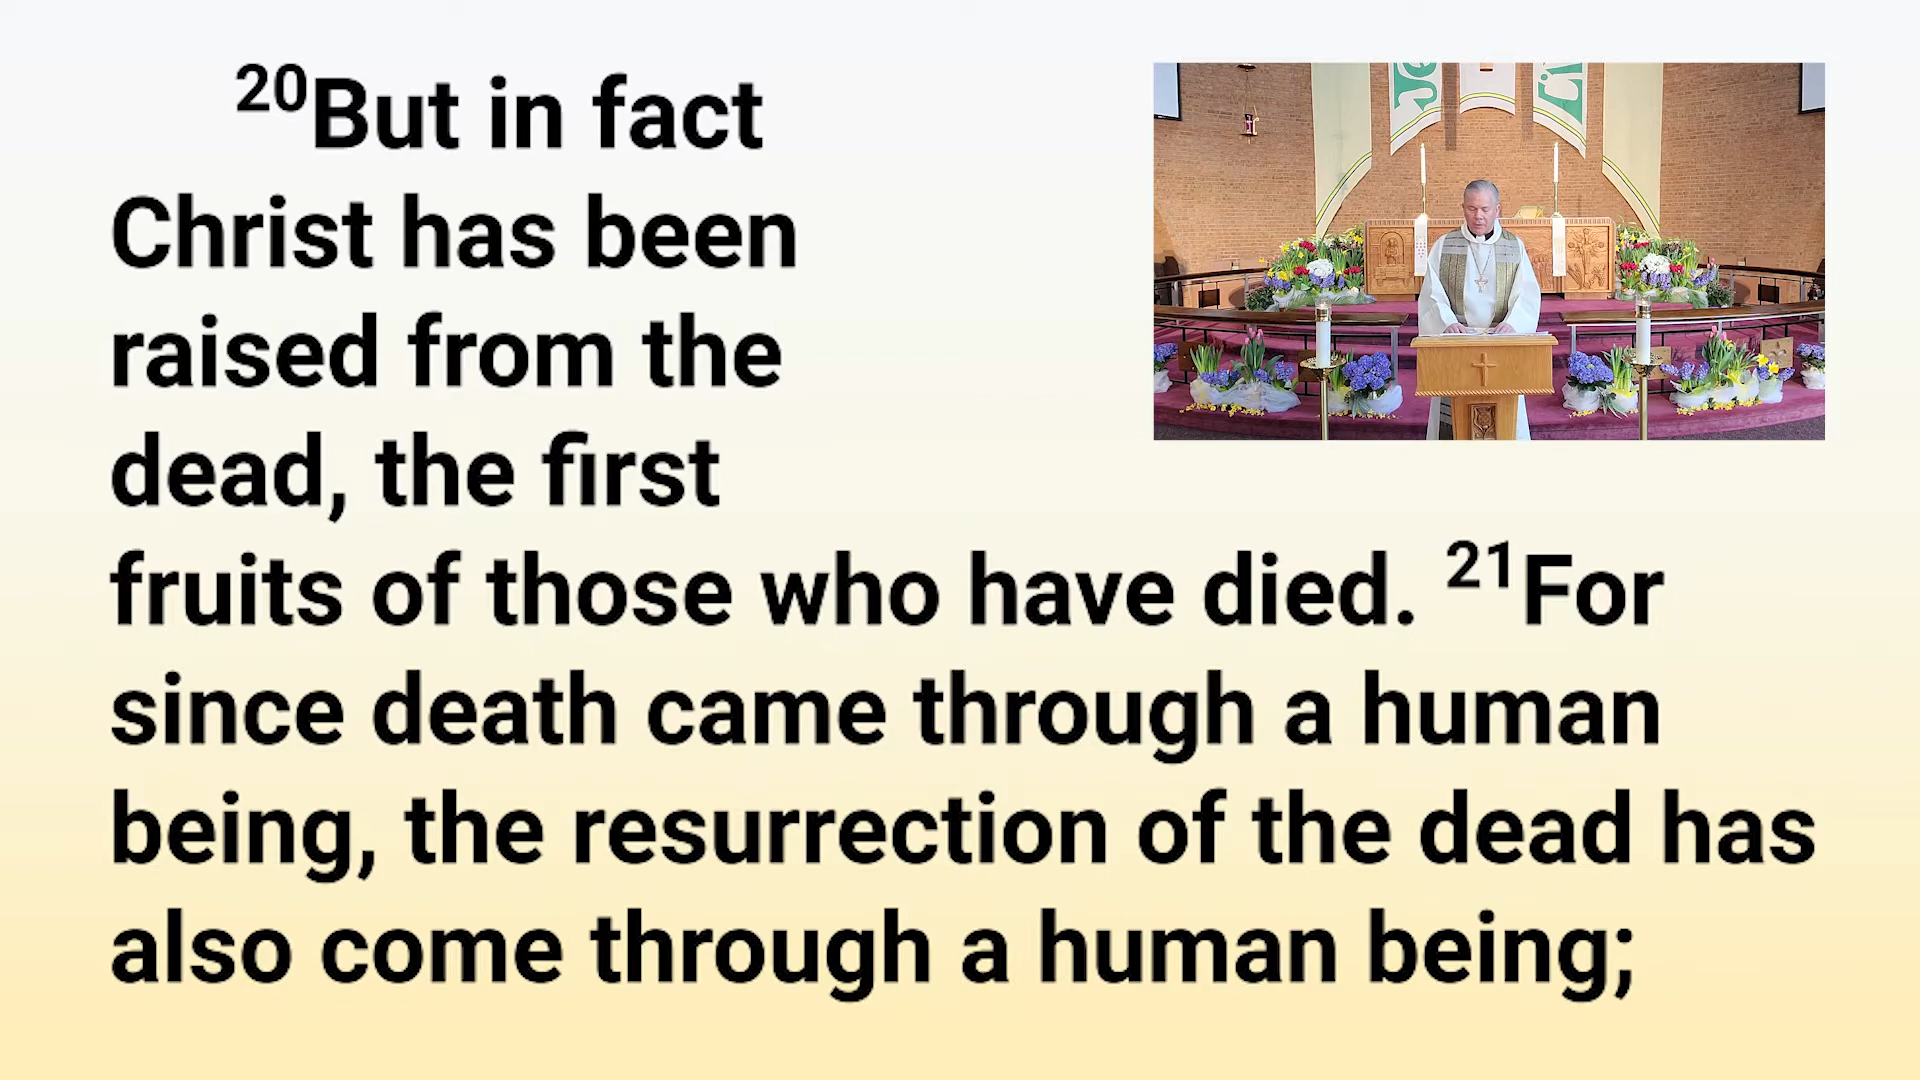 20But in fact
Christ has been
raised from the
dead, the first
fruits of those who have died. 21For
since death came through a human
being, the resurrection of the dead has
also come through a human being;